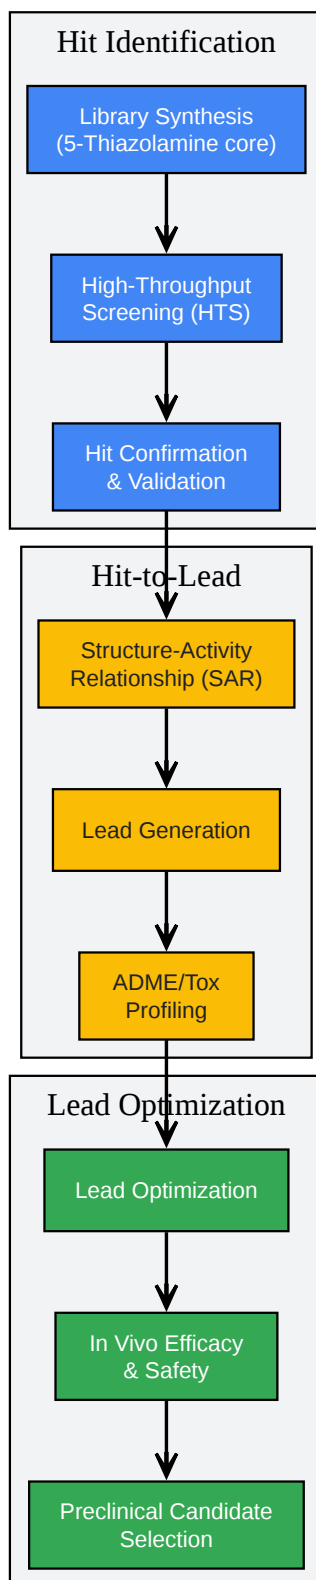 Hit Identification
Library Synthesis
(5-Thiazolamine core)
High-Throughput
Screening (HTS)
Hit Confirmation
& Validation
Hit-to-Lead
Structure-Activity
Relationship (SAR)
Lead Generation
ADME/Tox
Profiling
Lead Optimization
Lead Optimization
In Vivo Efficacy
& Safety
Preclinical Candidate
Selection